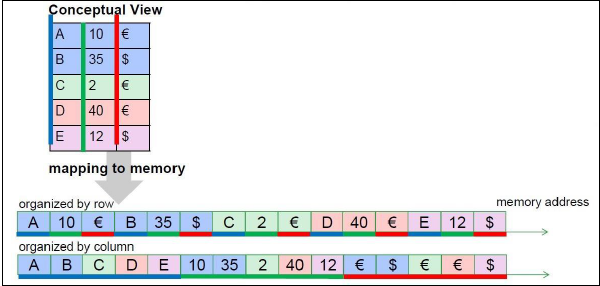 Conceptual View
A 10 €
B 35 $
C 2 €
D 40 €
E 12 $
mapping to memory
organized by row memory address
A 10 € B 35 $ C 2 € D 40 € E 12 $
organized by column
A B C D E 10 35 2 40 12 € $ € € $